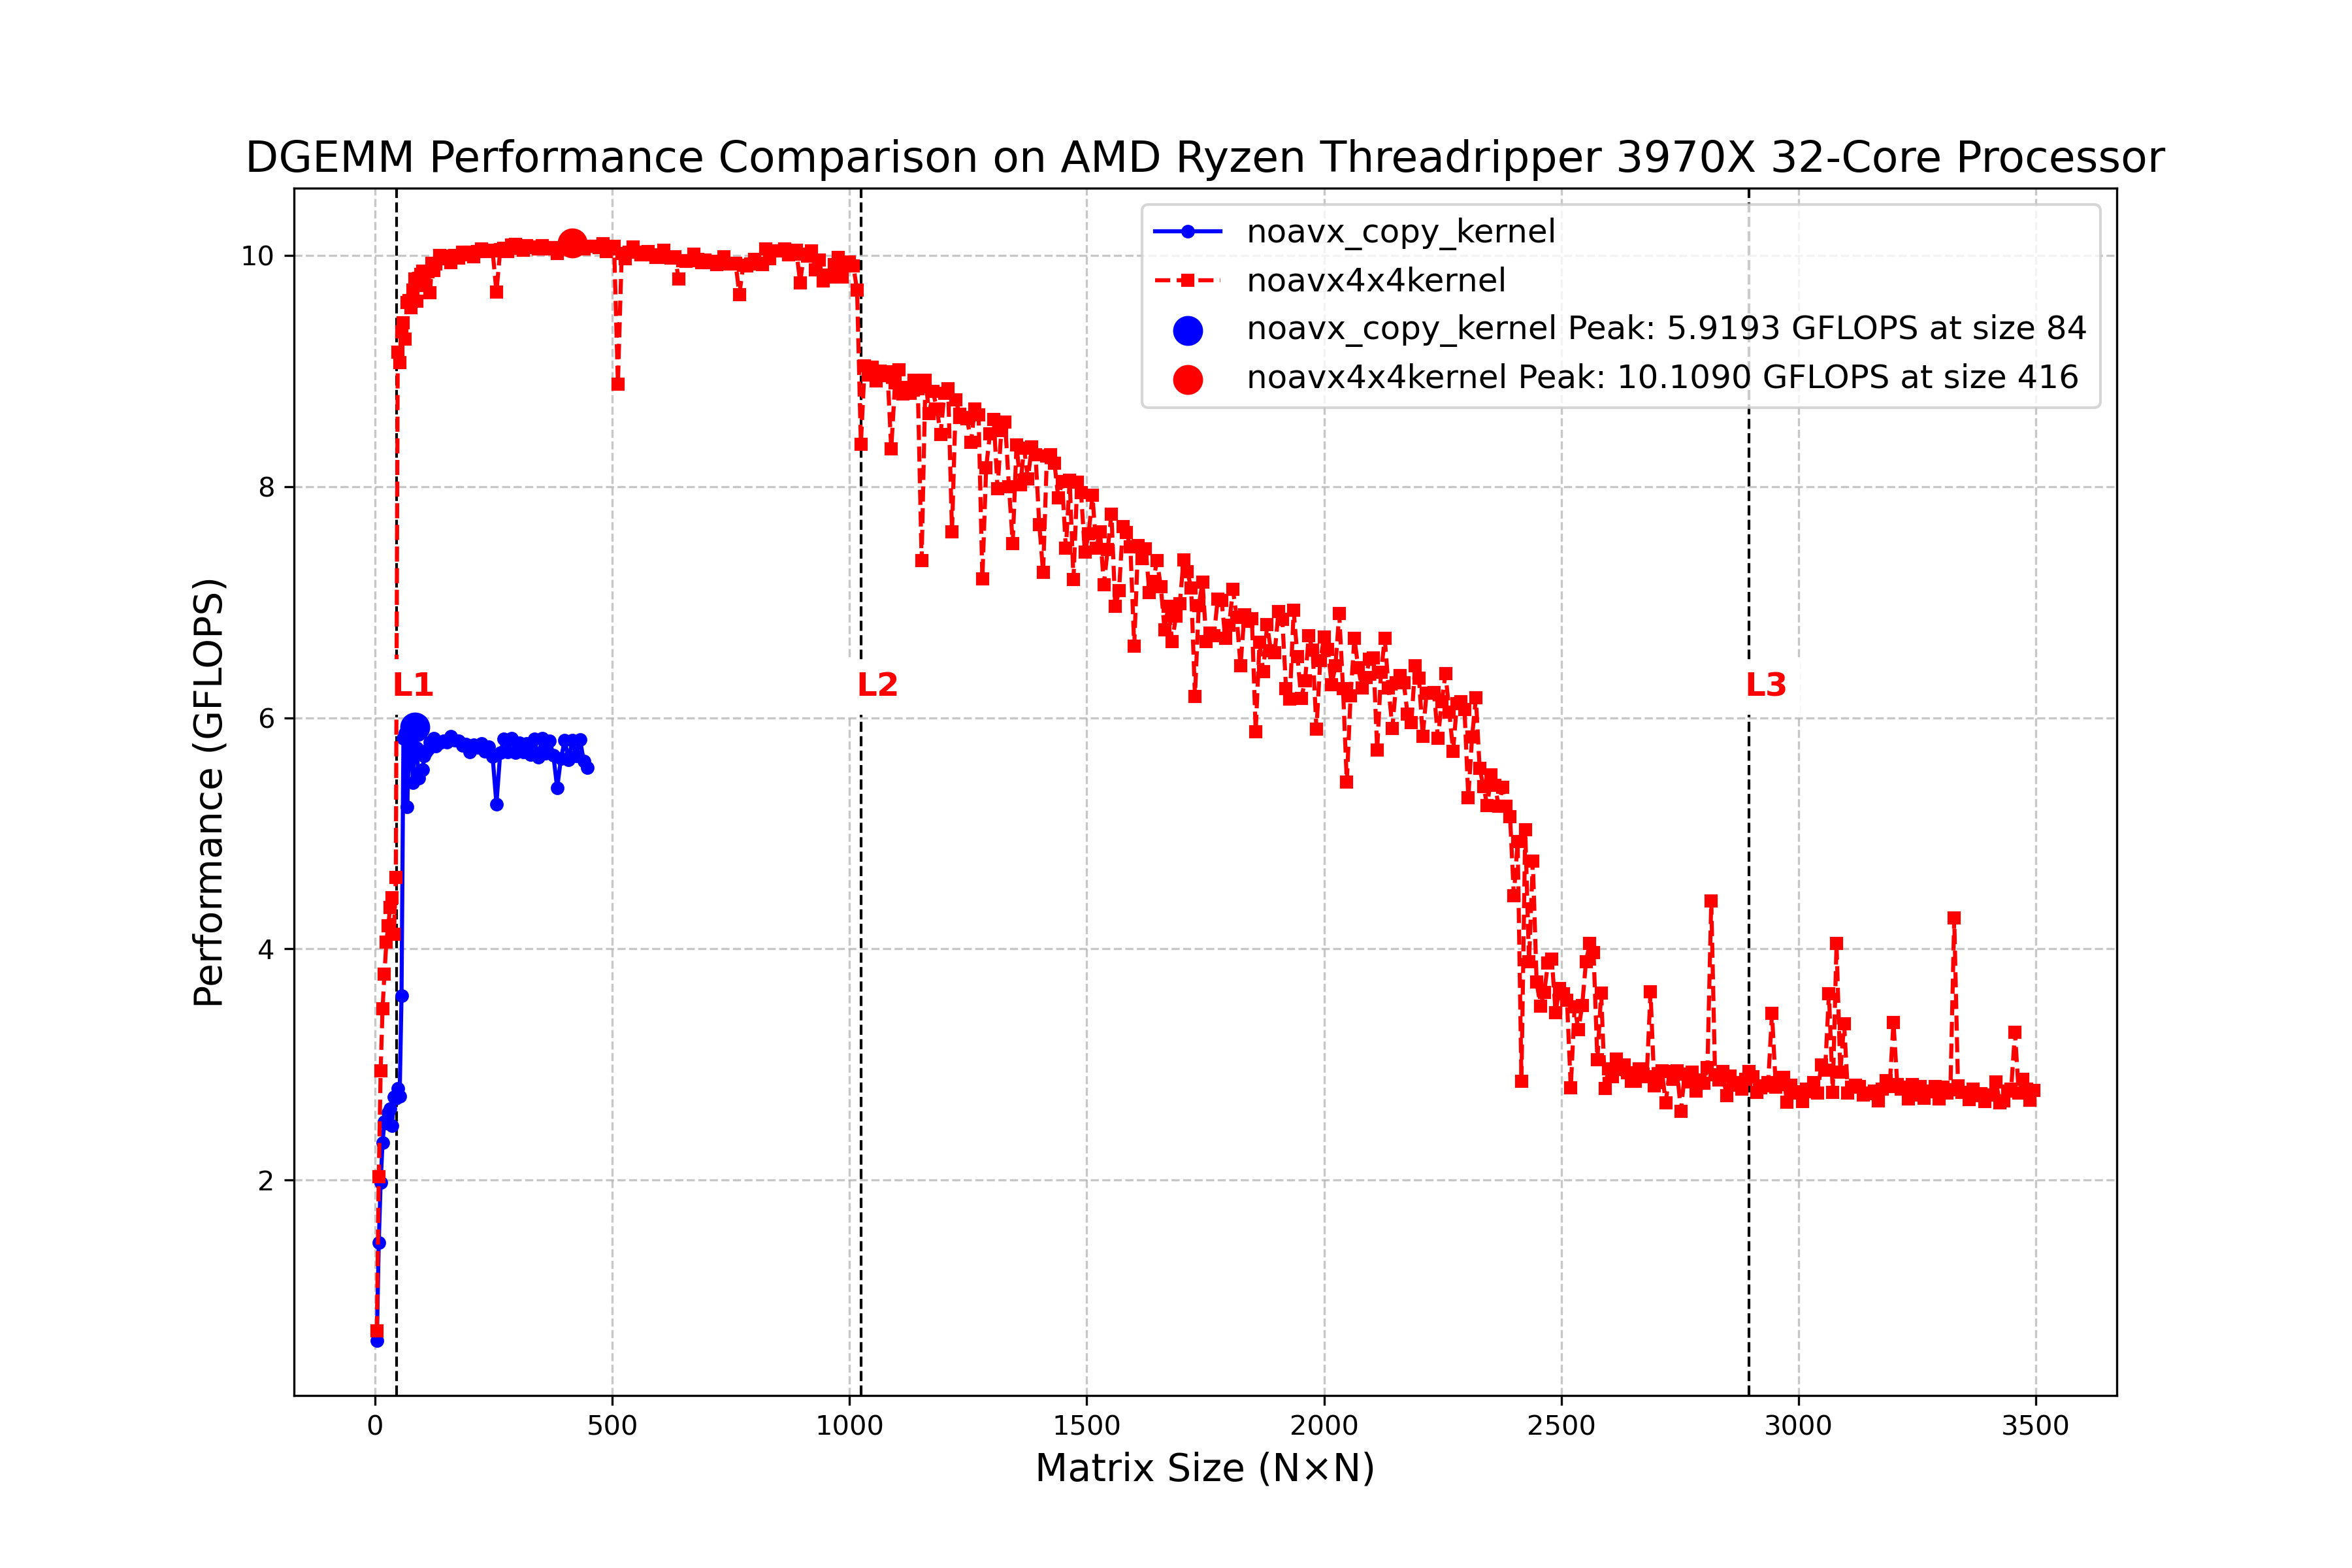 DGEMM Performance Comparison on AMD Ryzen Threadripper 3970X 32-Core Processor
noavx_copy_kernel
noavx4x4kernel
noavx_copy_kernel Peak: 5.9193 GFLOPS at size 84
noavx4x4kernel Peak: 10.1090 GFLOPS at size 416
Performance (GFLOPS)
10
8
6
4
2
L1
L2
L3
0
500
1000
1500
2000
2500
3000
3500
Matrix Size (N×N)